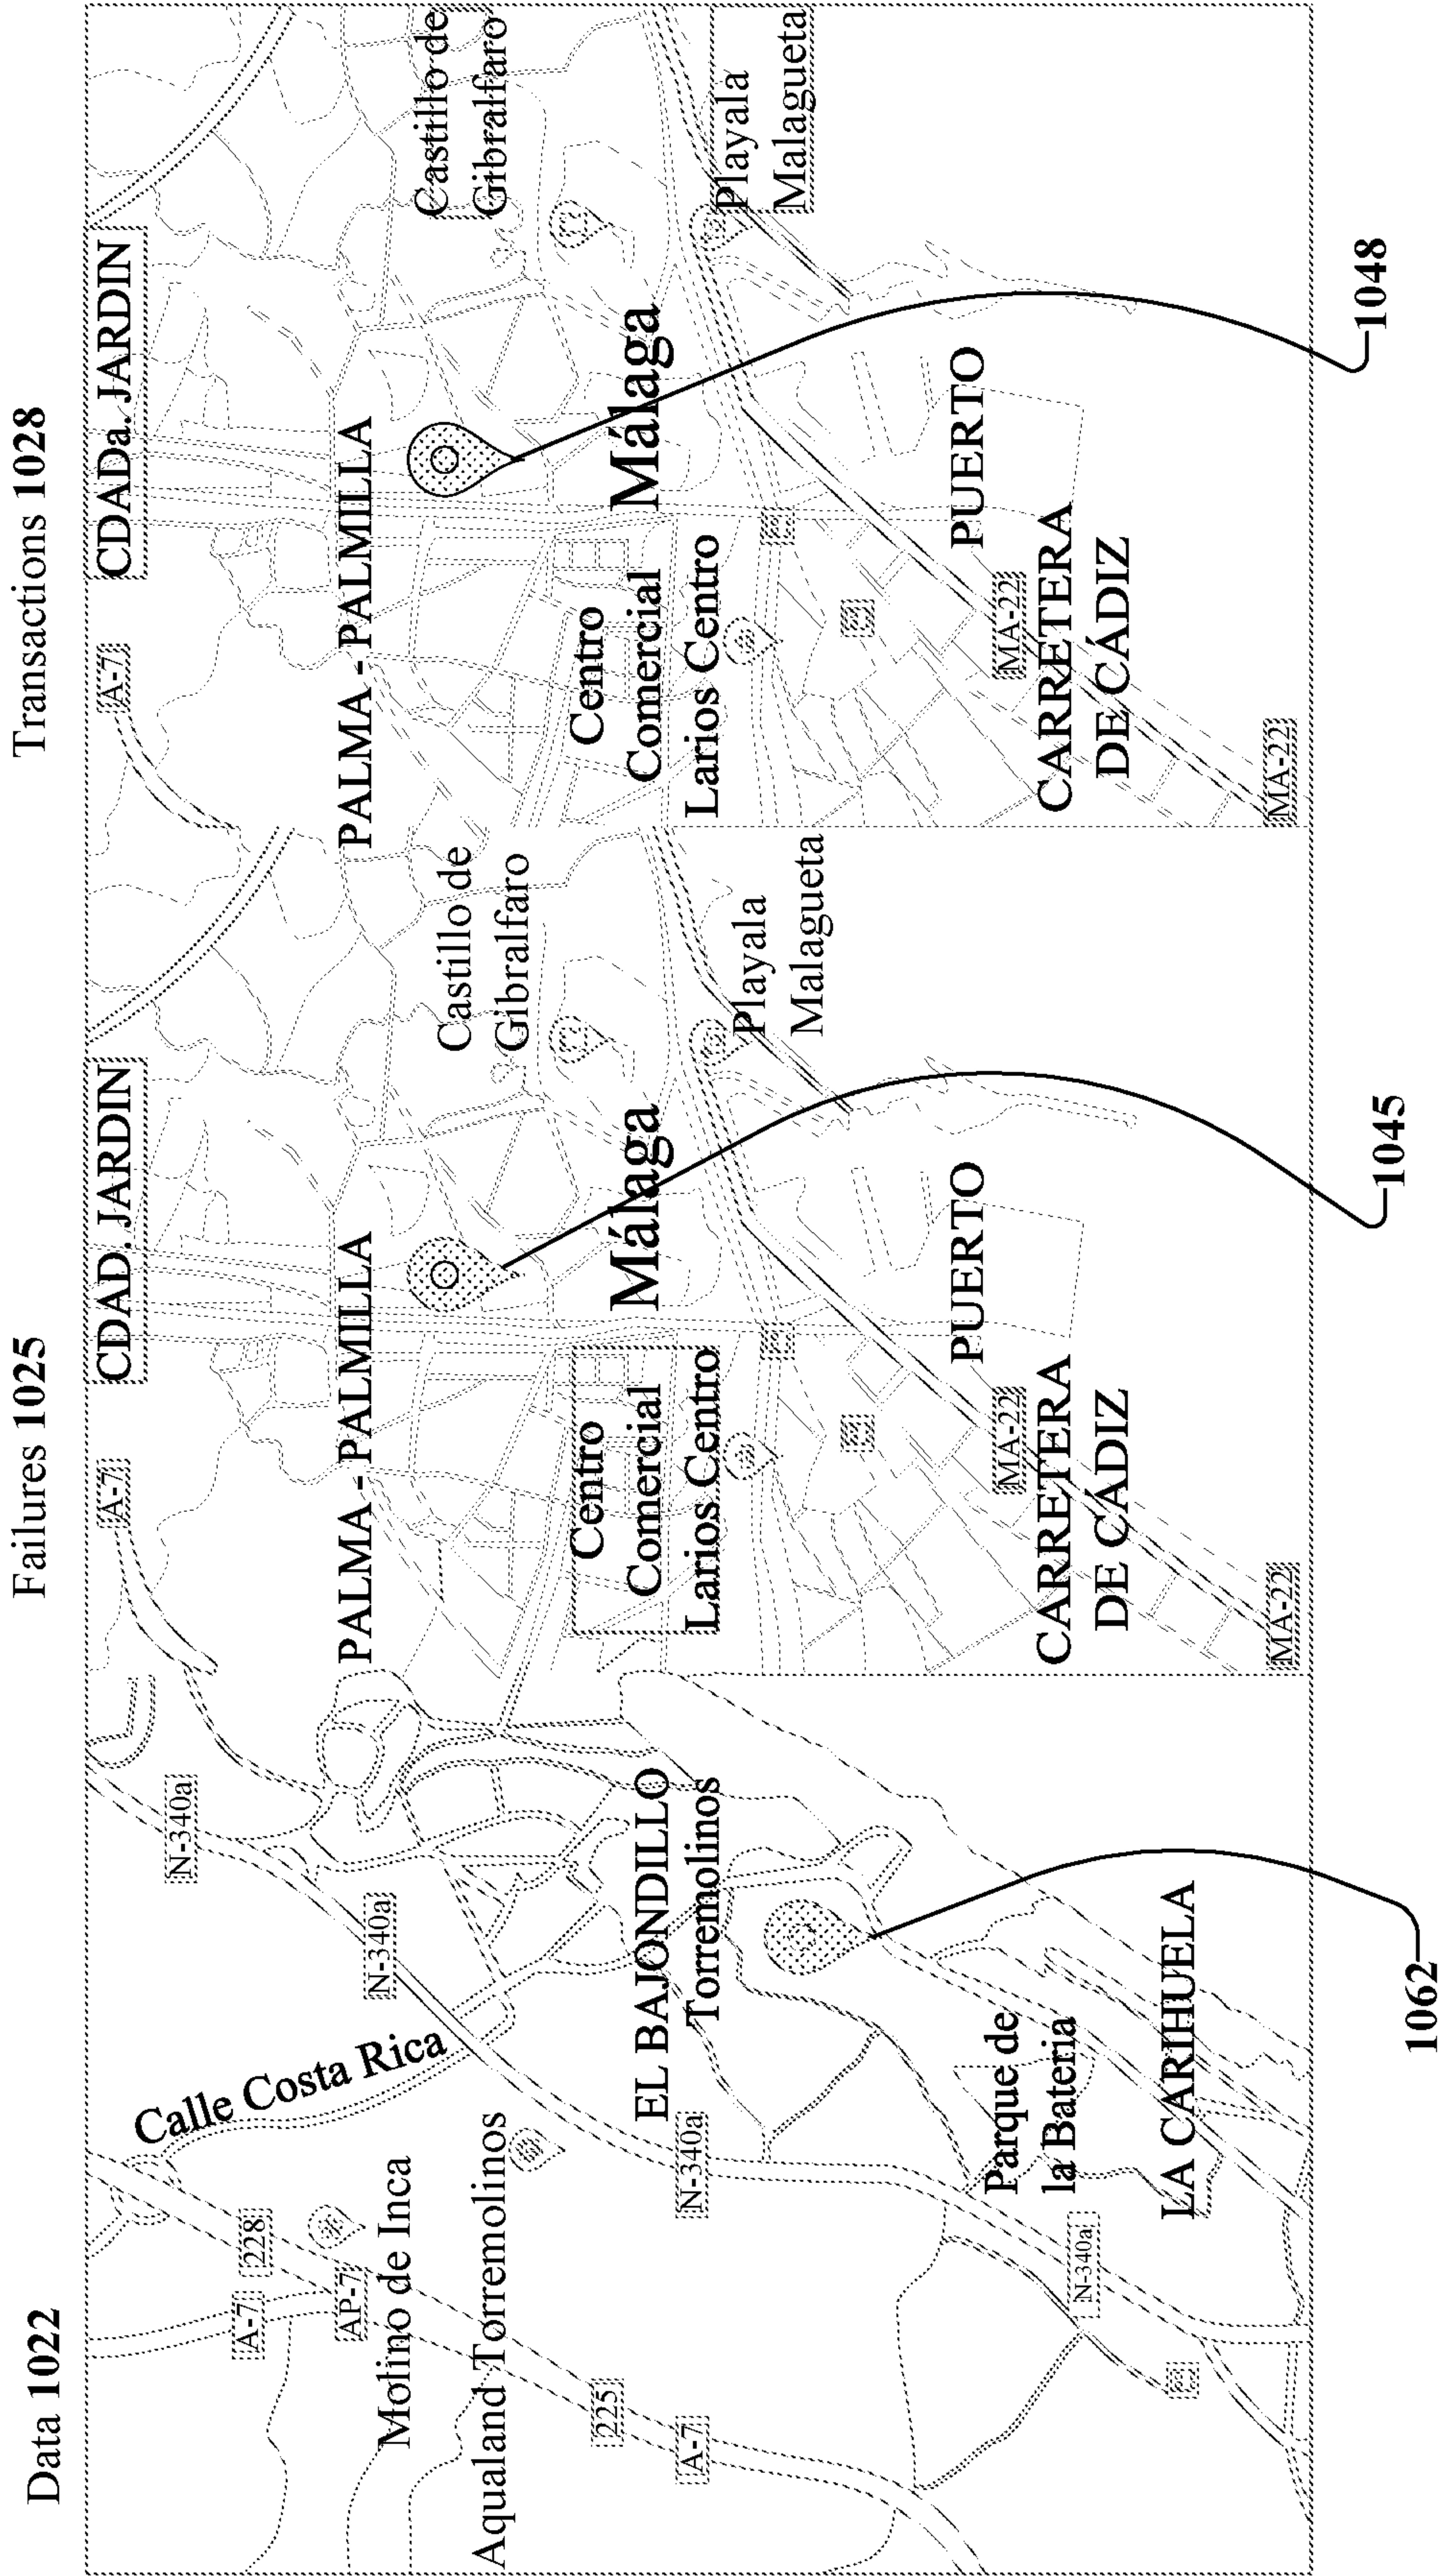 Data 1022
Calle Costa Rica
N-340a
228
A-7
AP-7
Molino de Inca
N-340a
Aqualand Torremolinos
225
A-7
N-340a
EL BAJONDILLO
Torremolinos
Parque de
la Bateria
N-340a
LA CARIHUELA
1062
Failures 1025
A-7
CDAD. JARDIN
PALMA - PALMILLA
Castillo de
Gibralfaro
Centro
Comercial
Larios Centro
Málaga
Playala
Malagueta
PUERTO
MA-22
CARRETERA
DE CÁDIZ
MA-22
1045
Transactions 1028
A-7
CDADa. JARDIN
PALMA - PALMILLA
Castillo de
Gibralfaro
Centro
Comercial
Larios Centro
Málaga
Playala
Malagueta
PUERTO
MA-22
CARRETERA
DE CÁDIZ
MA-22
1048